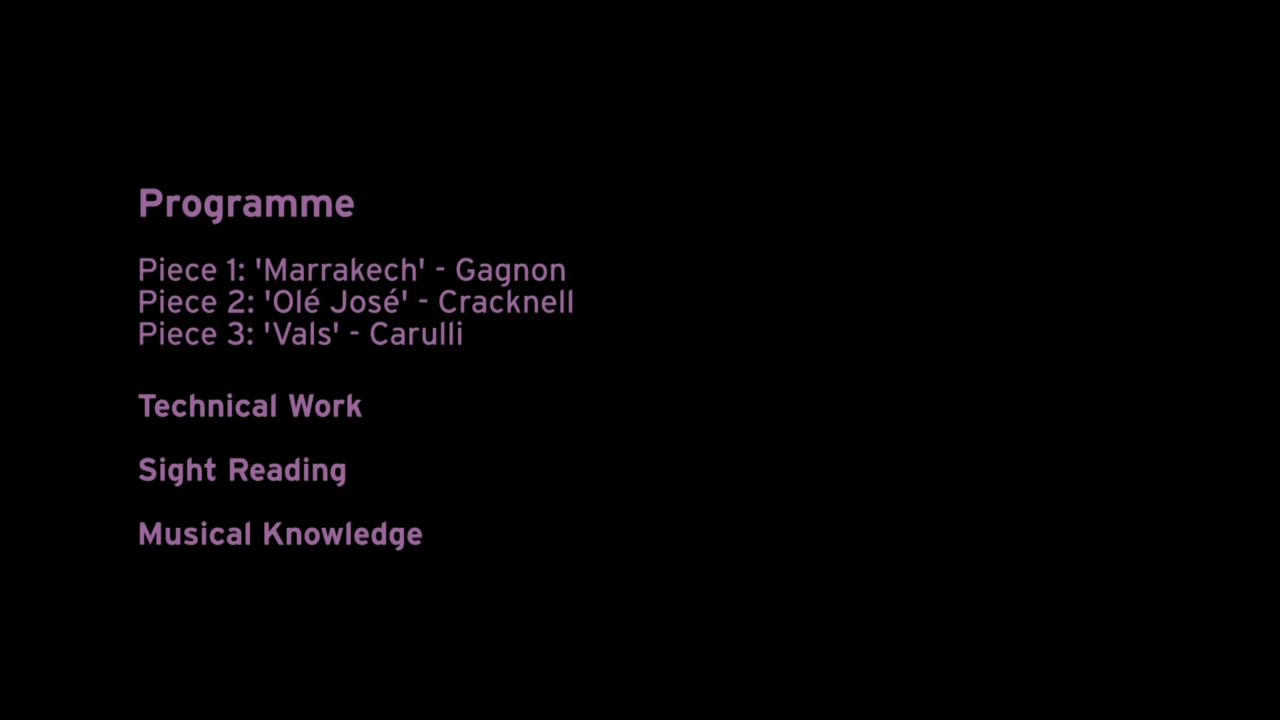 Programme
Piece 1: 'Marrakech' - Gagnon
Piece 2: 'Olé José' - Cracknell
Piece 3: 'Vals' - Carulli
Technical Work
Sight Reading
Musical Knowledge